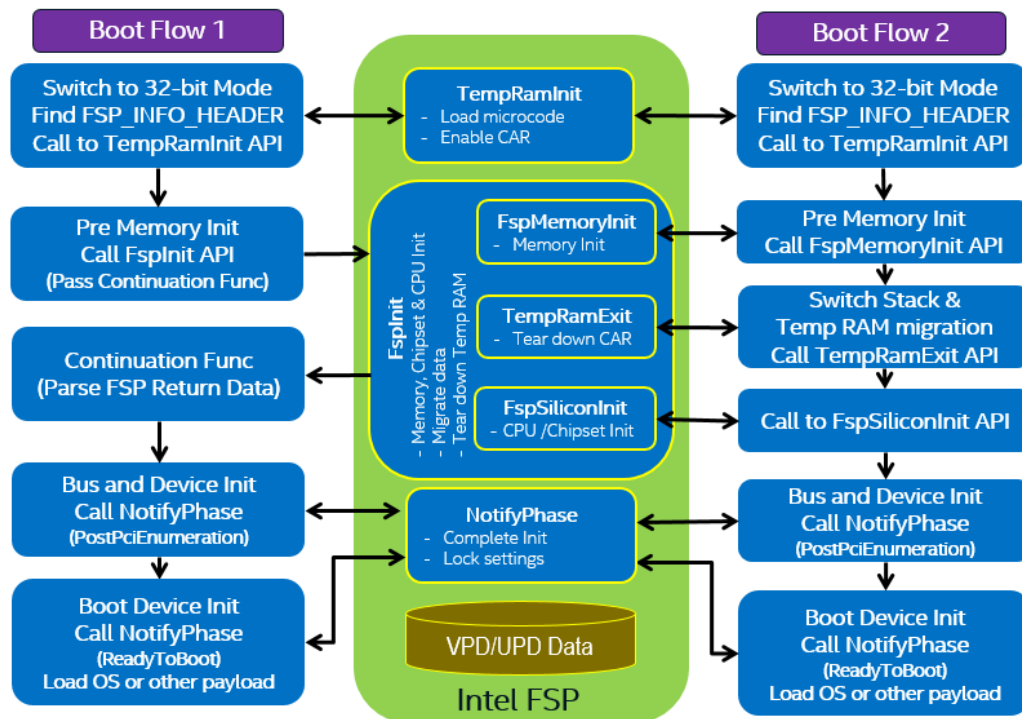 Boot Flow 1
Switch to 32-bit Mode
Find FSP_INFO_HEADER
Call to TempRamInit API
Pre Memory Init
Call FspInit API
(Pass Continuation Func)
Continuation Func
(Parse FSP Return Data)
Bus and Device Init
Call NotifyPhase
(PostPciEnumeration)
Boot Device Init
Call NotifyPhase
(ReadyToBoot)
Load OS or other payload
TempRamInit
- Load microcode
- Enable CAR
FspInit
- Memory, Chipset & CPU Init
- Migrate data
- Tear down Temp RAM
FspMemoryInit
- Memory Init
TempRamExit
- Tear down CAR
FspSiliconInit
- CPU /Chipset Init
NotifyPhase
- Complete Init
- Lock settings
VPD/UPD Data
Intel FSP
Boot Flow 2
Switch to 32-bit Mode
Find FSP_INFO_HEADER
Call to TempRamInit API
Pre Memory Init
Call FspMemoryInit API
Switch Stack &
Temp RAM migration
Call TempRamExit API
Call to FspSiliconInit API
Bus and Device Init
Call NotifyPhase
(PostPciEnumeration)
Boot Device Init
Call NotifyPhase
(ReadyToBoot)
Load OS or other payload